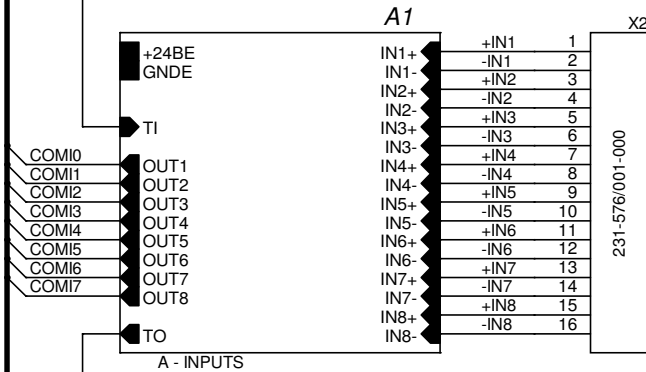 A1
X2
+24BE
GNDE
TI
COMI0
COMI1
COMI2
COMI3
COMI4
COMI5
COMI6
COMI7
OUT1
OUT2
OUT3
OUT4
OUT5
OUT6
OUT7
OUT8
TO
A - INPUTS
IN1+
IN1-
IN2+
IN2-
IN3+
IN3-
IN4+
IN4-
IN5+
IN5-
IN6+
IN6-
IN7+
IN7-
IN8+
IN8-
+IN1 1
-IN1 2
+IN2 3
-IN2 4
+IN3 5
-IN3 6
+IN4 7
-IN4 8
+IN5 9
-IN5 10
+IN6 11
-IN6 12
+IN7 13
-IN7 14
+IN8 15
-IN8 16
231-576/001-000